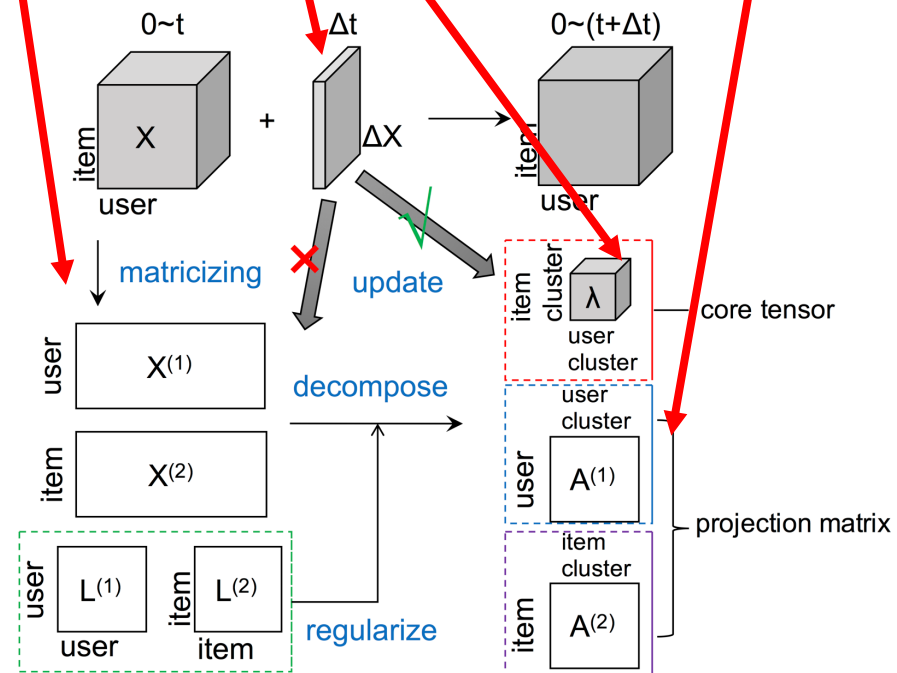 0~t
Δt
0~(t+Δt)
item
X
user
+
ΔX
item
user
matricizing
update
item
cluster
λ
user
cluster
core tensor
user
X(1)
decompose
item
X(2)
user
cluster
user
A(1)
projection matrix
item
cluster
item
A(2)
user
L(1)
user
item
L(2)
item
regularize